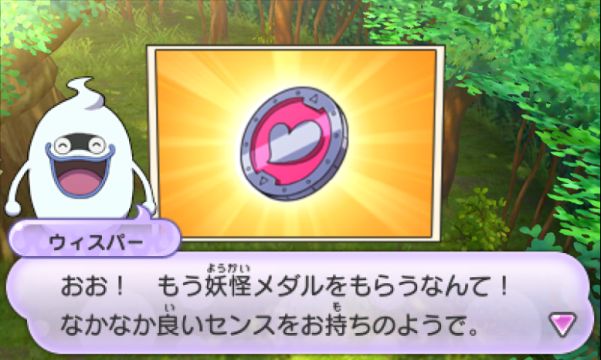 ウィスパー
おお！　もう妖怪メダルをもらうなんて！
なかなか良いセンスをお持ちのようで。